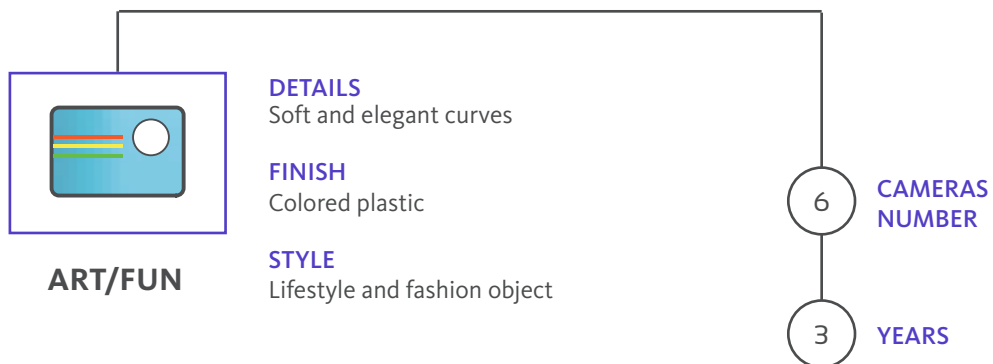 DETAILS
Soft and elegant curves
FINISH
Colored plastic
STYLE
Lifestyle and fashion object
ART/FUN
6
CAMERAS
NUMBER
3
YEARS